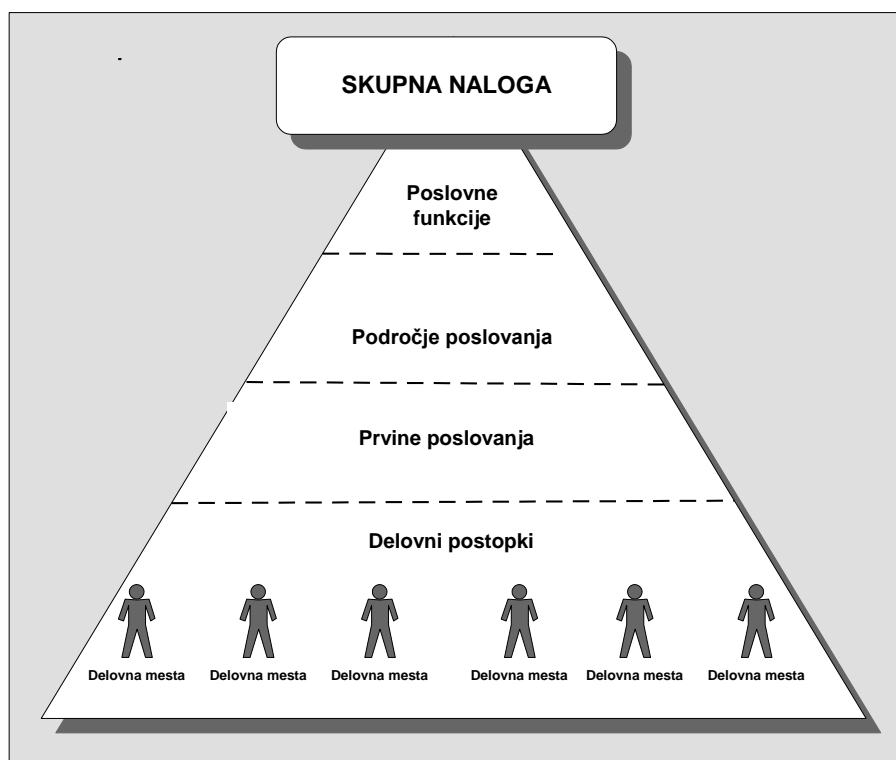 SKUPNA NALOGA
Poslovne
funkcije
Področje poslovanja
Prvine poslovanja
Delovni postopki
Delovna mesta Delovna mesta Delovna mesta Delovna mesta Delovna mesta Delovna mesta